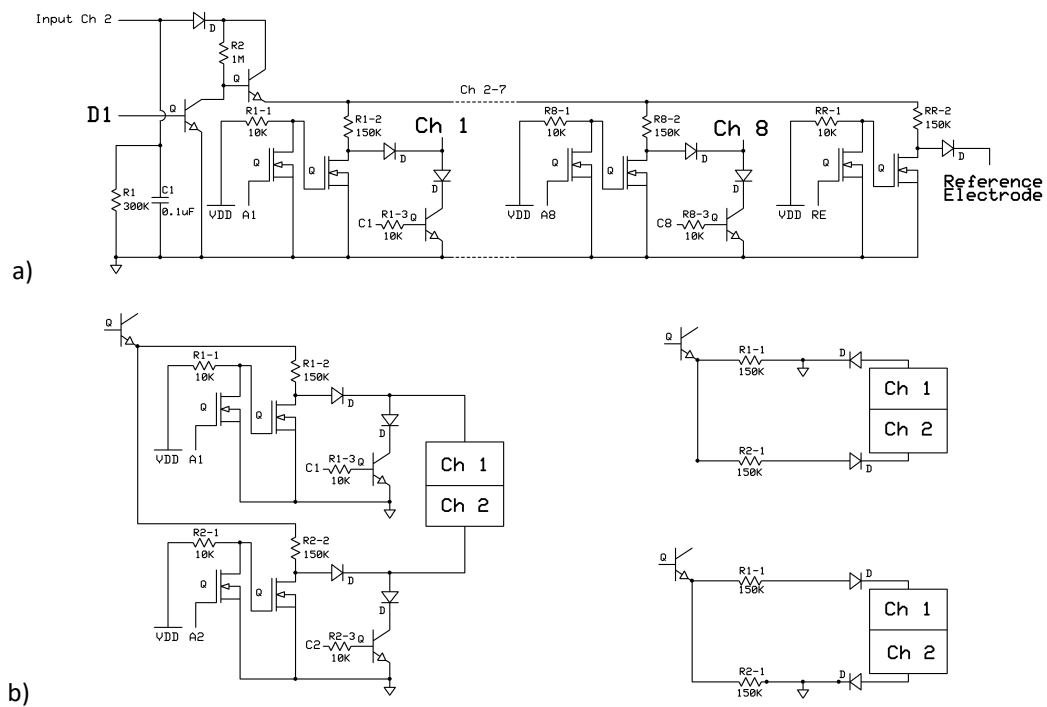 Input Ch 2
D
R2
1M
Q
D1
Q
R1
300K
C1
0.1uF
Ch 2-7
R1-1
10K
R1-2
150K
Ch 1
Q
Q
D
D
VDD
A1
C1
R1-3
10K
Q
R8-1
10K
R8-2
150K
Ch 8
Q
Q
D
D
VDD
A8
C8
R8-3
10K
Q
RR-1
10K
RR-2
150K
Q
Q
D
VDD
RE
Reference
Electrode
a)
Q
R1-1
10K
R1-2
150K
Q
Q
D
D
VDD
A1
C1
R1-3
10K
Q
Ch 1
Ch 2
R2-1
10K
R2-2
150K
Q
Q
D
D
VDD
A2
C2
R2-3
10K
Q
Q
R1-1
150K
D
Ch 1
Ch 2
R2-1
150K
D
Q
R1-1
150K
D
Ch 1
Ch 2
R2-1
150K
D
b)